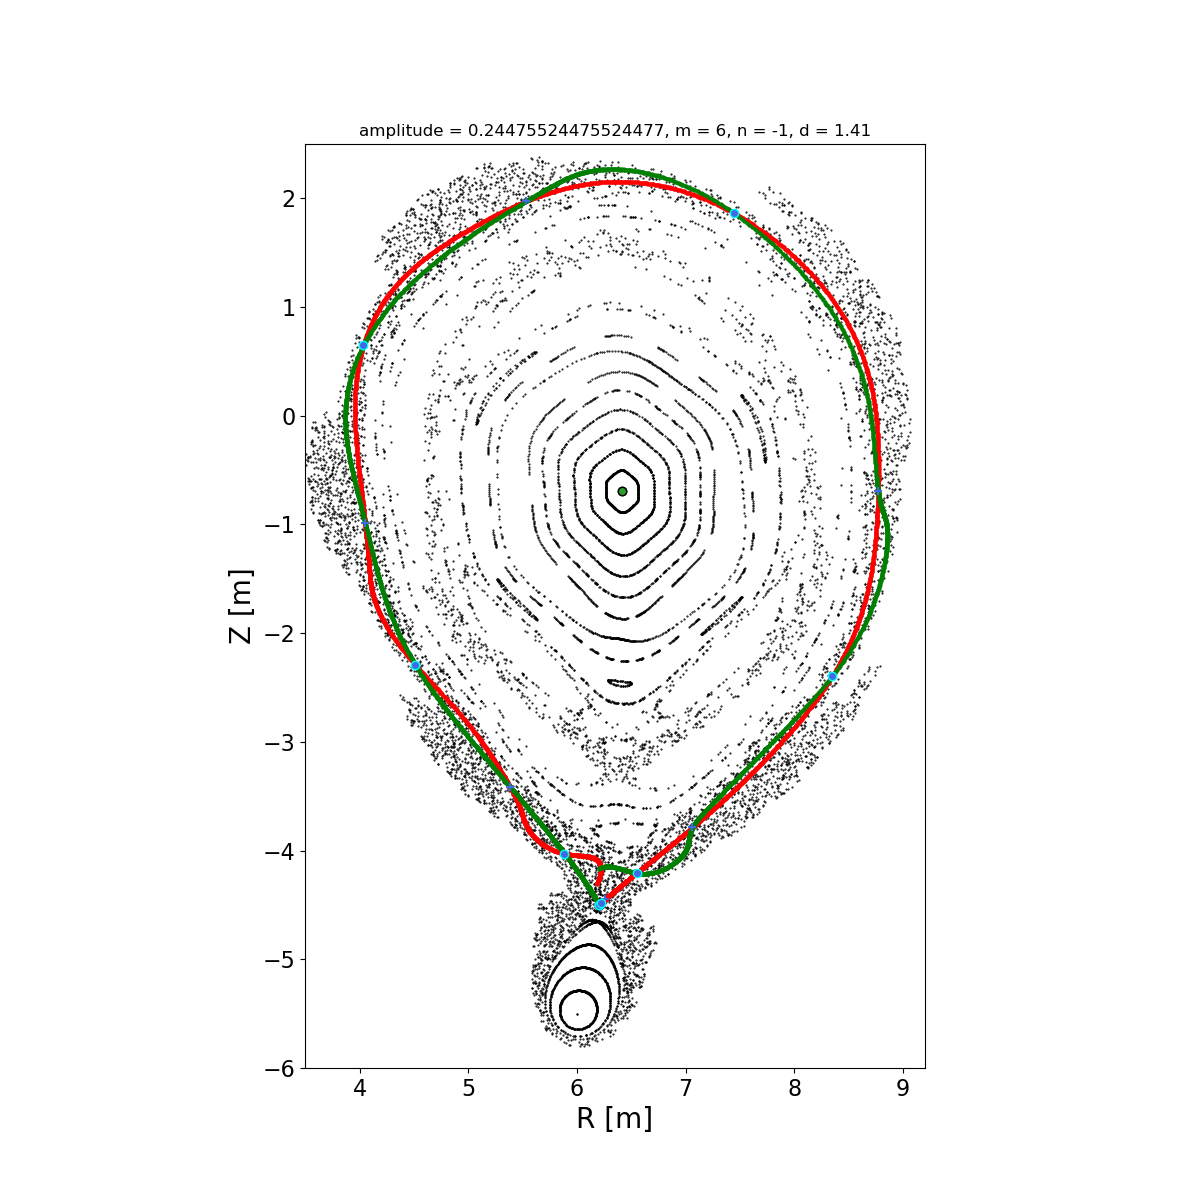 amplitude = 0.24475524475524477, m = 6, n = -1, d = 1.41
2
1
0
−1
−2
−3
−4
−5
−6
Z [m]
4 5 6 7 8 9
R [m]